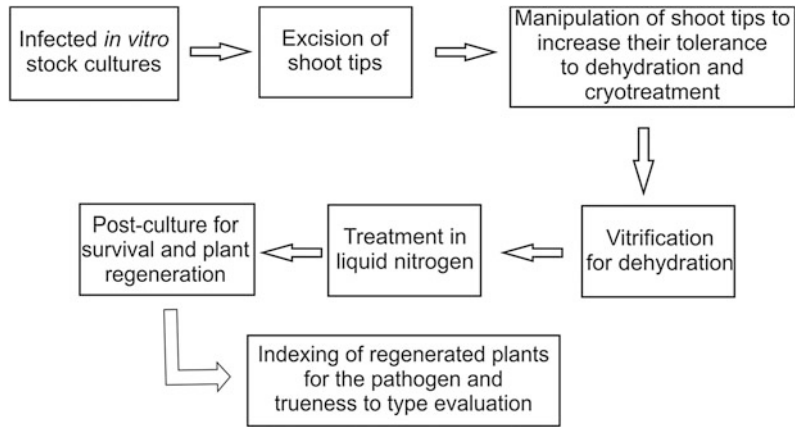 Infected in vitro
stock cultures
Excision of
shoot tips
Manipulation of shoot tips to
increase their tolerance
to dehydration and
cryotreatment
Vitrification
for dehydration
Treatment in
liquid nitrogen
Post-culture for
survival and plant
regeneration
Indexing of regenerated plants
for the pathogen and
trueness to type evaluation